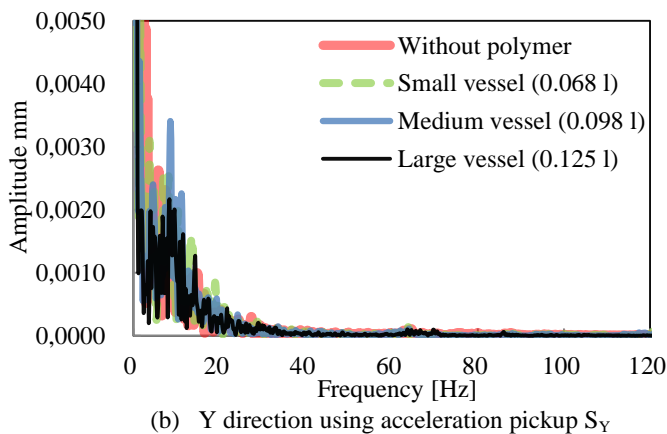 0,0050
0,0040
0,0030
0,0020
0,0010
0,0000
Amplitude mm
Without polymer
Small vessel (0.068 l)
Medium vessel (0.098 l)
Large vessel (0.125 l)
0 20 40 60 80 100 120
Frequency [Hz]
(b) Y direction using acceleration pickup SY